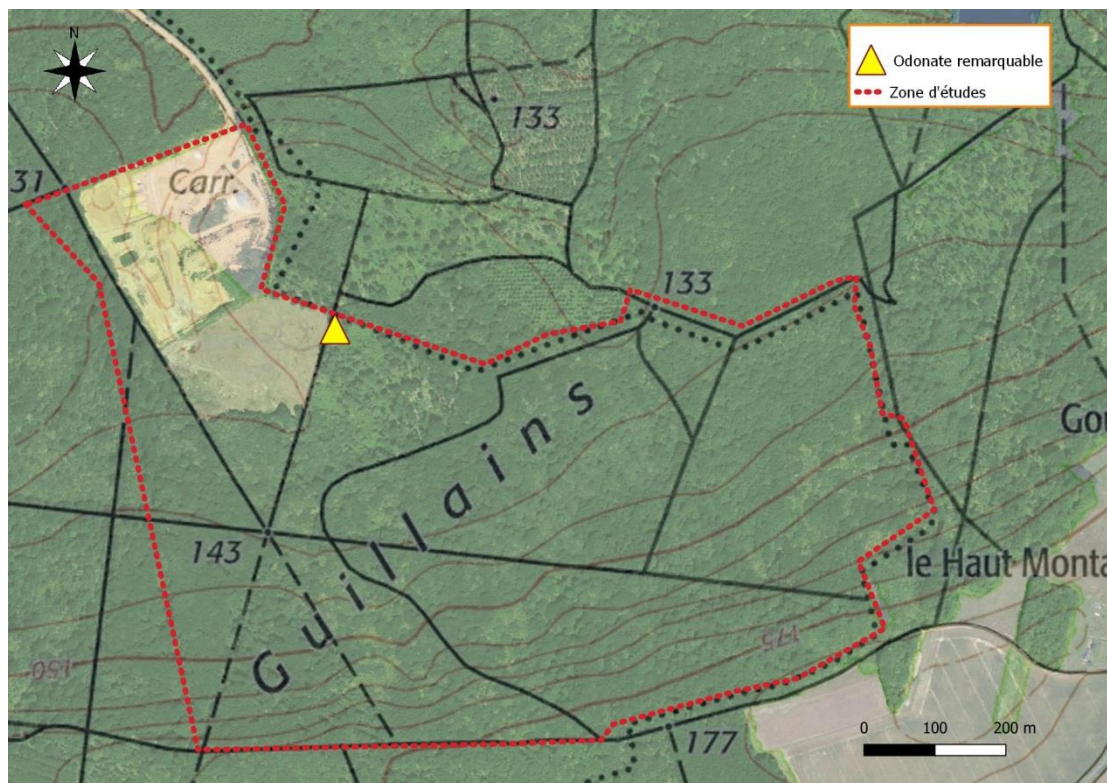 N
Odonate remarquable
Zone d'études
133
31
Carr.
133
Gou
143
le Haut Monta
Guillains
175
150
177
0 100 200 m